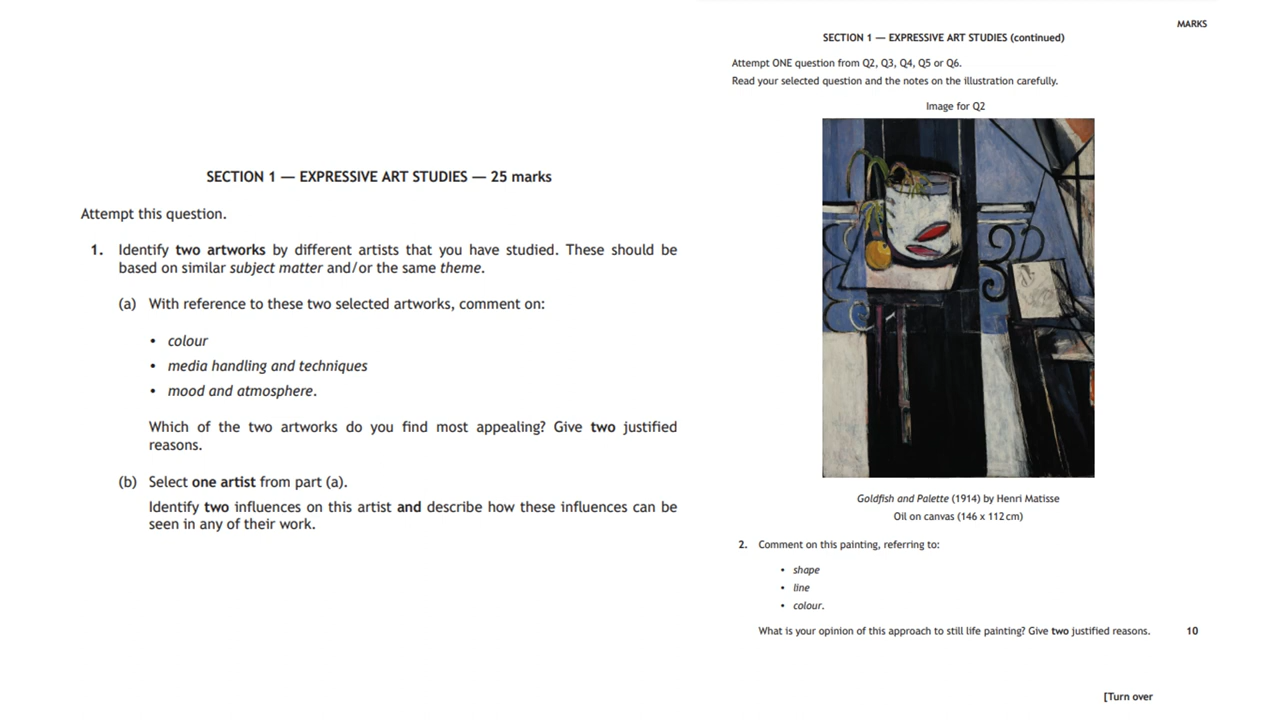 SECTION 1 — EXPRESSIVE ART STUDIES — 25 marks
Attempt this question.
1. Identify two artworks by different artists that you have studied. These should be
based on similar subject matter and/or the same theme.
(a) With reference to these two selected artworks, comment on:
• colour
• media handling and techniques
• mood and atmosphere.
Which of the two artworks do you find most appealing? Give two justified
reasons.
(b) Select one artist from part (a).
Identify two influences on this artist and describe how these influences can be
seen in any of their work.
MARKS
SECTION 1 — EXPRESSIVE ART STUDIES (continued)
Attempt ONE question from Q2, Q3, Q4, Q5 or Q6.
Read your selected question and the notes on the illustration carefully.
Image for Q2
Goldfish and Palette (1914) by Henri Matisse
Oil on canvas (146 x 112 cm)
2. Comment on this painting, referring to:
• shape
• line
• colour.
What is your opinion of this approach to still life painting? Give two justified reasons. 10
[Turn over